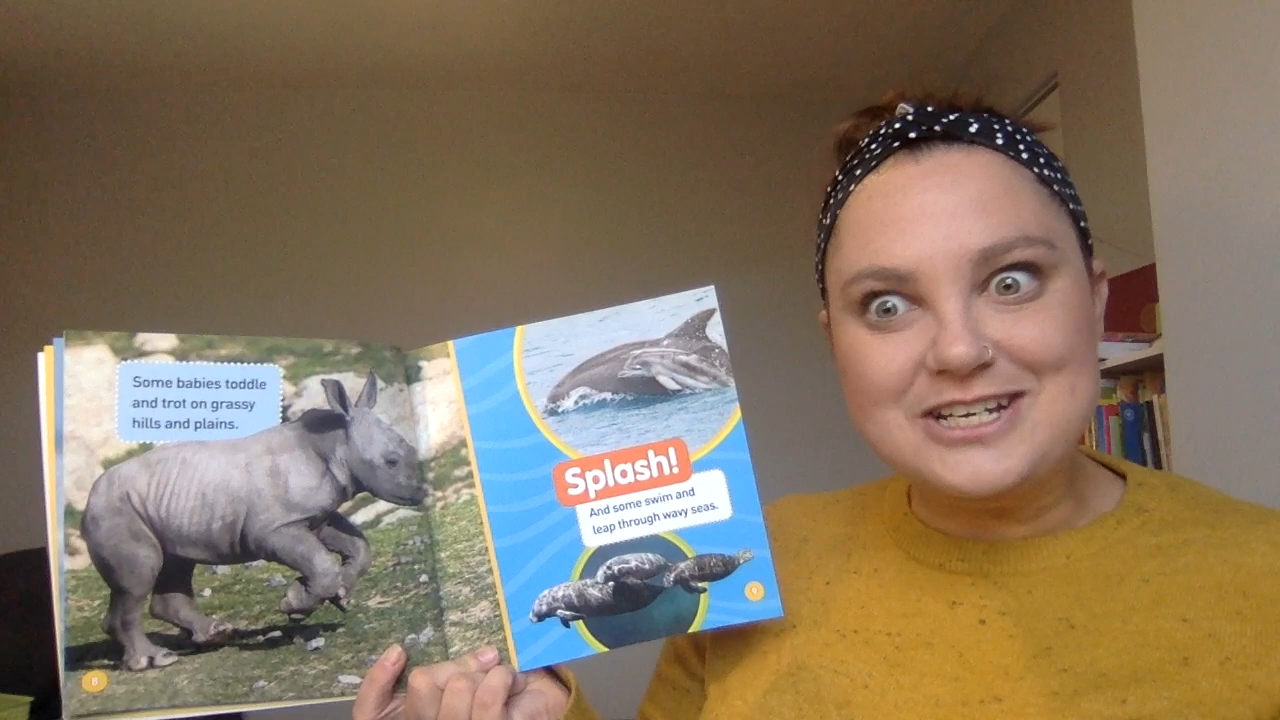 Some babies toddle
and trot on grassy
hills and plains.
8
Splash!
And some swim and
leap through wavy seas.
9